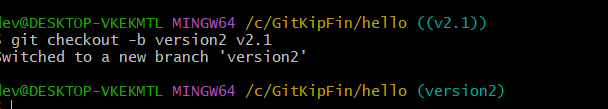 dev@DESKTOP-VKEKMTL MINGW64 /c/GitKipFin/hello ((v2.1))
$ git checkout -b version2 v2.1
Switched to a new branch 'version2'
dev@DESKTOP-VKEKMTL MINGW64 /c/GitKipFin/hello (version2)